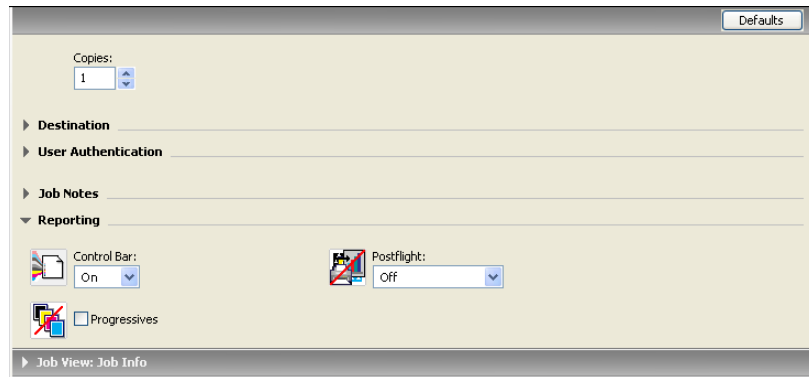 Defaults
Copies:
1
Destination
User Authentication
Job Notes
Reporting
Control Bar:
On
Postflight:
Off
Progressives
Job View: Job Info